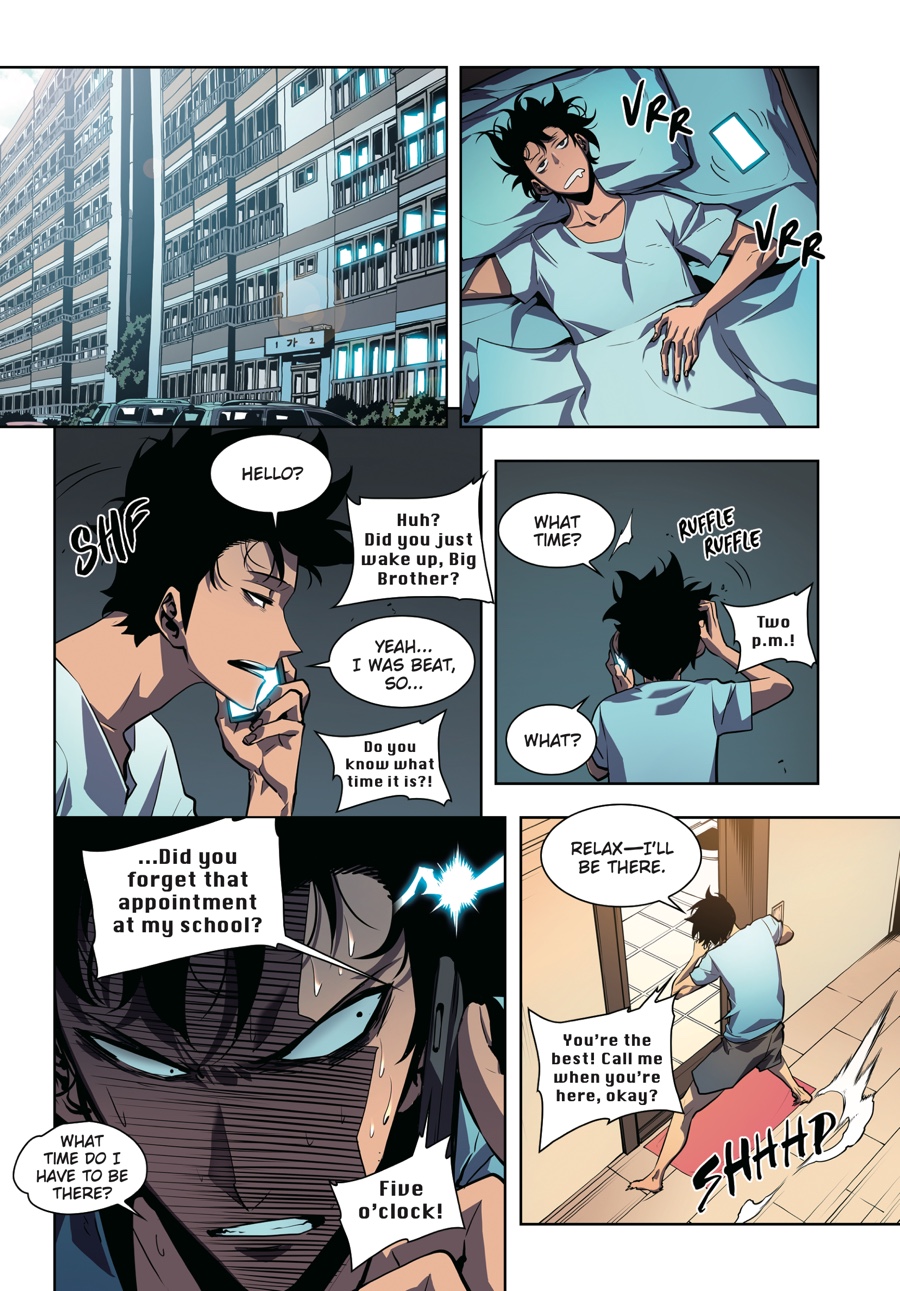 1 가 2
VRR
VRR
HELLO?
SHF
Huh?
Did you just
wake up, Big
Brother?
YEAH...
I WAS BEAT,
SO...
Do you
know what
time it is?!
WHAT
TIME?
RUFFLE
RUFFLE
Two
p.m.!
WHAT?
...Did you
forget that
appointment
at my school?
WHAT
TIME DO I
HAVE TO BE
THERE?
Five
o'clock!
RELAX—I'LL
BE THERE.
You're the
best! Call me
when you're
here, okay?
SHHHP